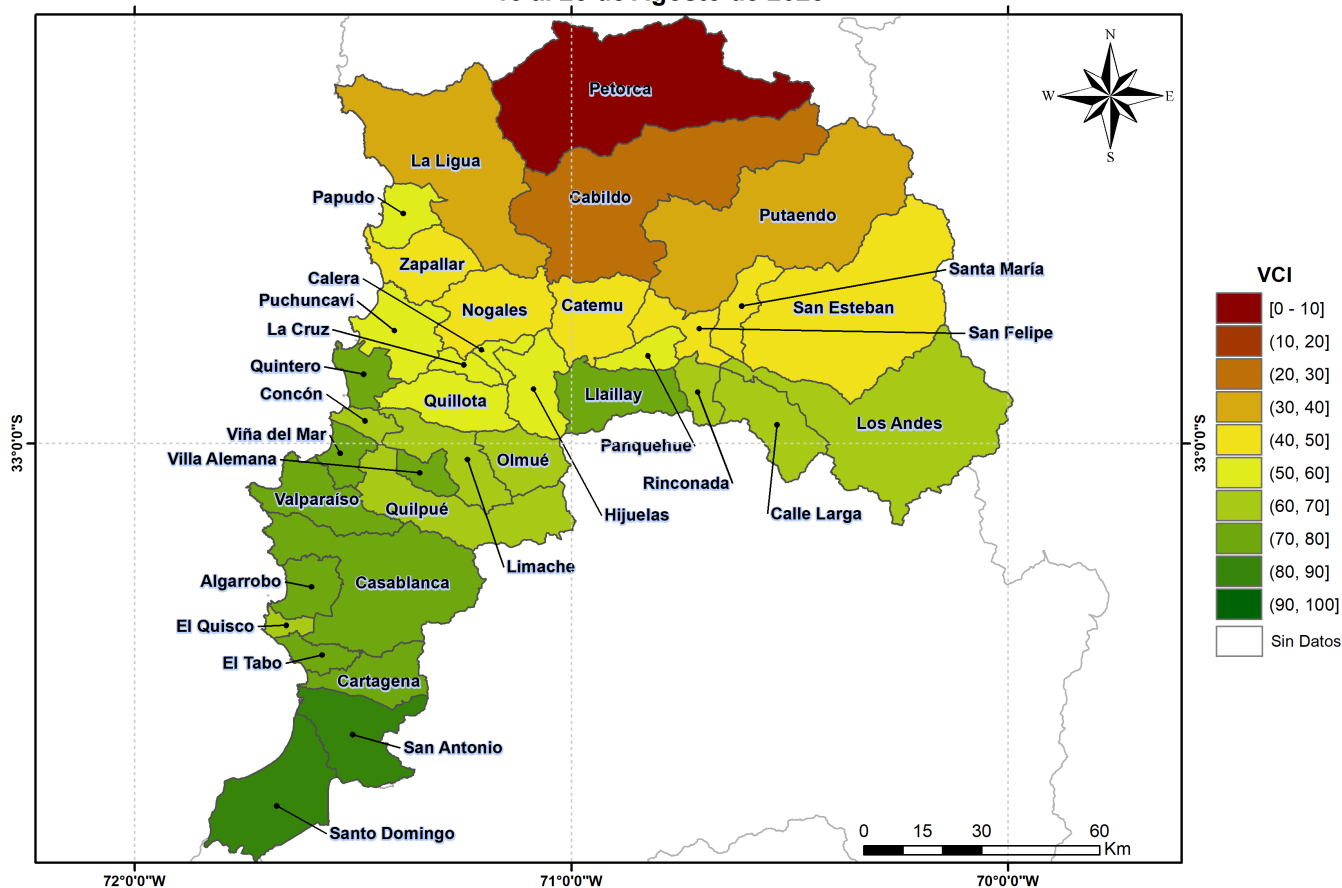 N
W
E
S
Petorca
La Ligua
Papudo
Cabildo
Putaendo
Zapallar
Santa María
Calera
Puchuncaví
Nogales
Catemu
San Esteban
La Cruz
San Felipe
Quintero
Concón
Quillota
Llaillay
Los Andes
Viña del Mar
Panquehue
Villa Alemana
Olmué
Rinconada
Valparaíso
Quilpué
Hijuelas
Calle Larga
Limache
Algarrobo
Casablanca
El Quisco
El Tabo
Cartagena
San Antonio
Santo Domingo
VCI
[0 - 10]
(10, 20]
(20, 30]
(30, 40]
(40, 50]
(50, 60]
(60, 70]
(70, 80]
(80, 90]
(90, 100]
Sin Datos
33°0'0"S
33°0'0"S
0 15 30 60
Km
72°0'0"W 71°0'0"W 70°0'0"W